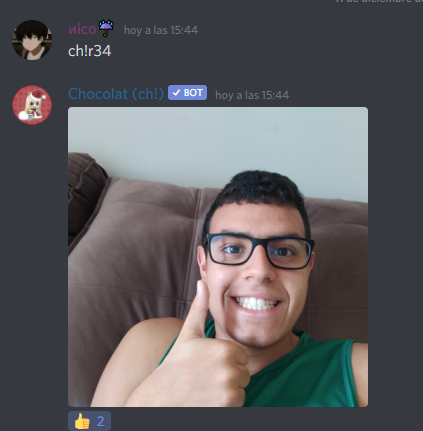 иico☔ hoy a las 15:44
ch!r34
Chocolat (ch!) ✓ BOT hoy a las 15:44
👍 2